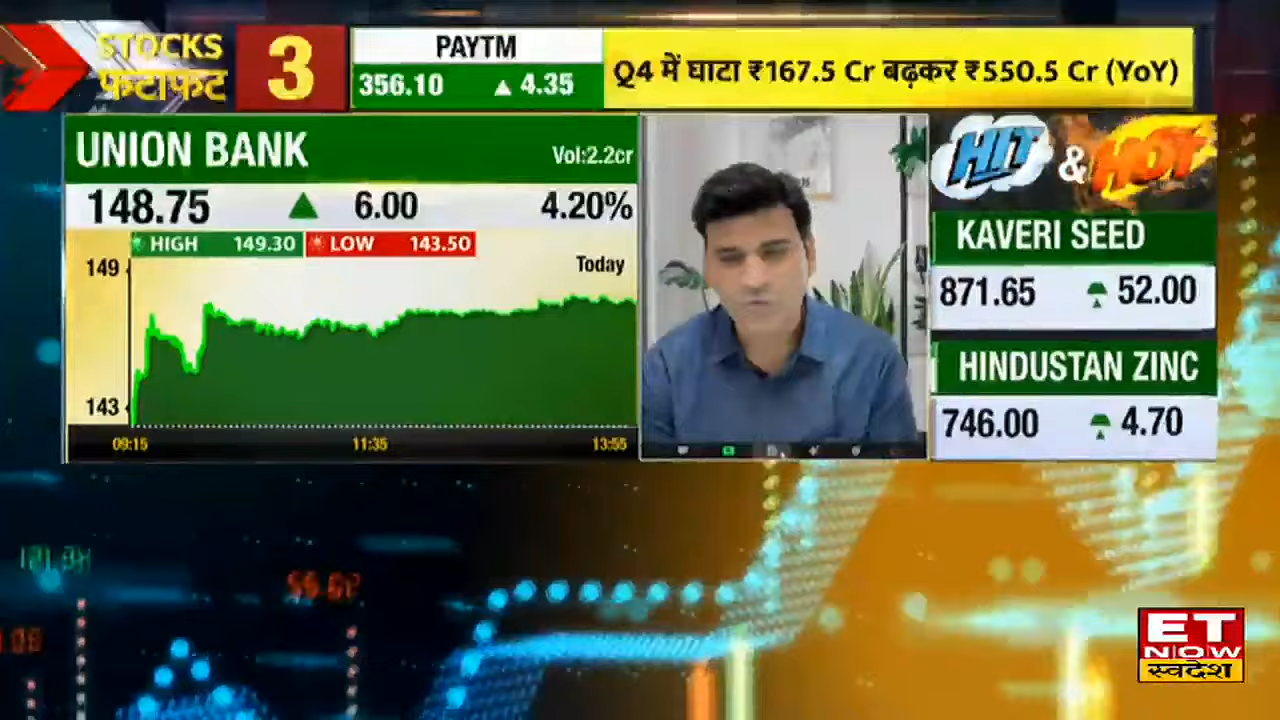 STOCKS
फटाफट
3
PAYTM
356.10 ▲ 4.35
Q4 में घाटा ₹167.5 Cr बढ़कर ₹550.5 Cr (YoY)
UNION BANK Vol:2.2cr
148.75 ▲ 6.00 4.20%
HIGH 149.30 LOW 143.50
Today
149
143
09:15 11:35 13:55
HIT & HOT
KAVERI SEED
871.65 52.00
HINDUSTAN ZINC
746.00 4.70
ET
NOW
स्वदेश